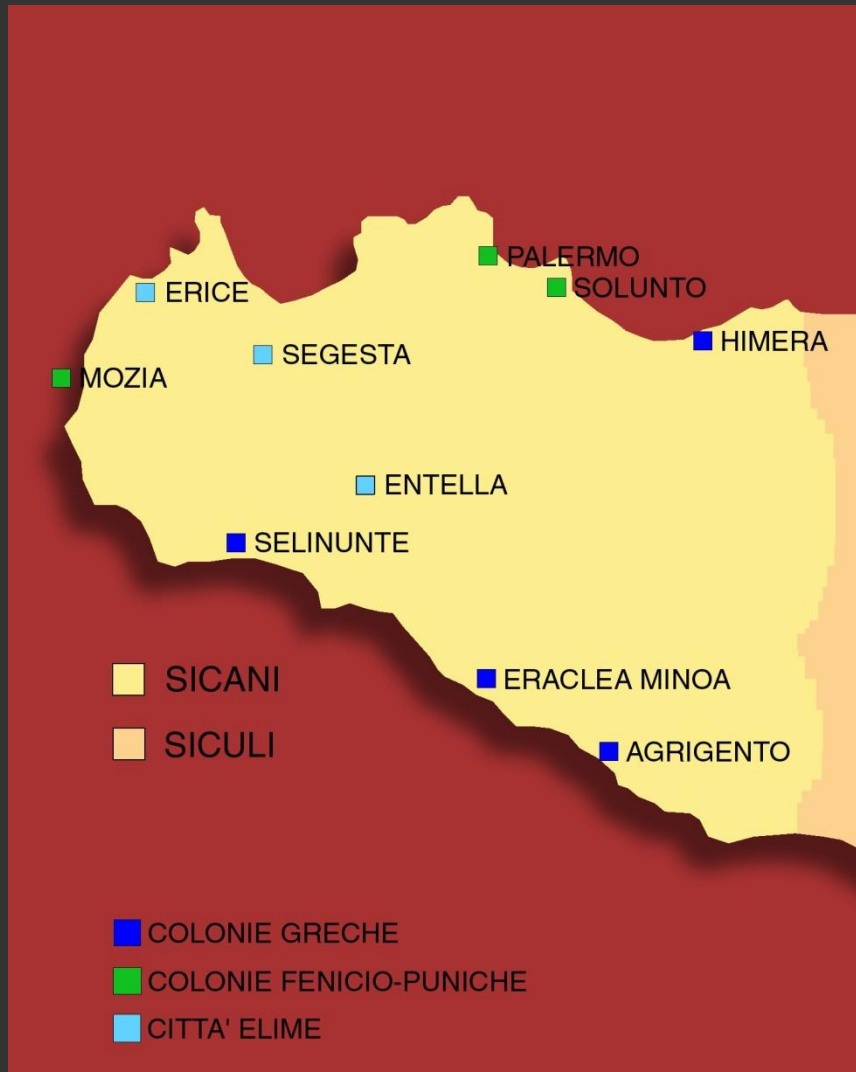 PALERMO
SOLUNTO
ERICE
HIMERA
SEGESTA
MOZIA
ENTELLA
SELINUNTE
SICANI
ERACLEA MINOA
SICULI
AGRIGENTO
COLONIE GRECHE
COLONIE FENICIO-PUNICHE
CITTA' ELIME